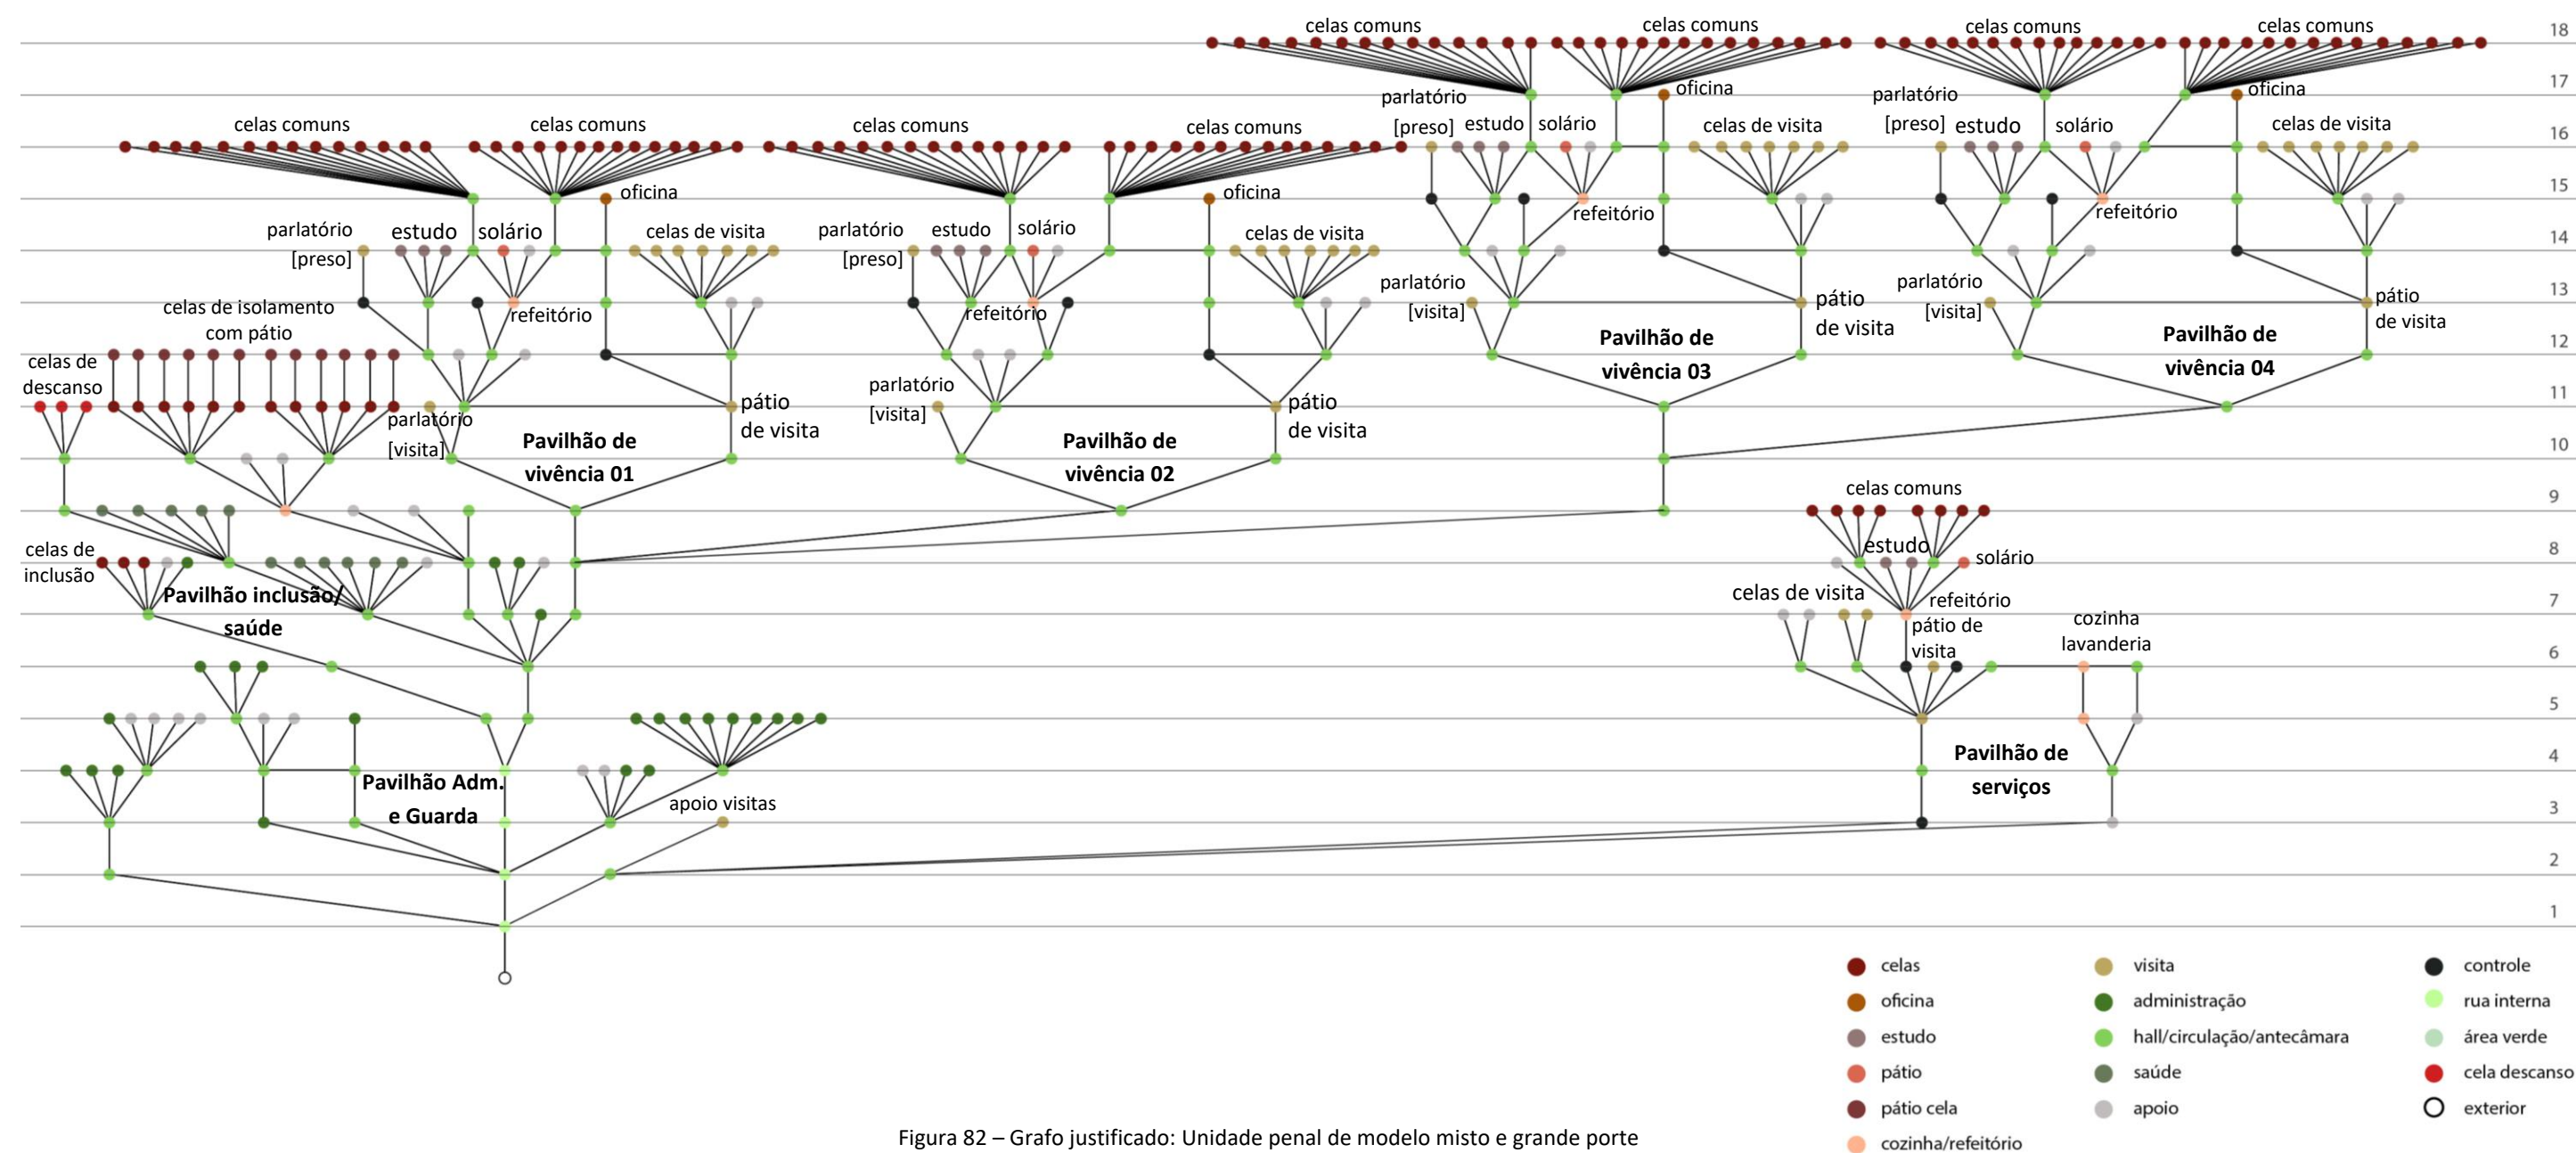 celas comuns
celas comuns
celas comuns
celas comuns
18
17
parlatório
[preso]
estudo
solário
oficina
celas de visita
parlatório
[preso]
estudo
solário
oficina
celas de visita
16
celas comuns
celas comuns
celas comuns
celas comuns
15
oficina
oficina
refeitório
refeitório
14
parlatório
[preso]
estudo
solário
celas de visita
parlatório
[preso]
estudo
solário
celas de visita
13
celas de isolamento
com pátio
refeitório
refeitório
parlatório
[visita]
pátio
de visita
parlatório
[visita]
pátio
de visita
Pavilhão de
vivência 03
Pavilhão de
vivência 04
12
celas de
descanso
parlatório
[visita]
pátio
de visita
parlatório
[visita]
pátio
de visita
11
Pavilhão de
vivência 01
Pavilhão de
vivência 02
10
celas comuns
9
celas de
inclusão
estudo
solário
8
Pavilhão inclusão/
saúde
celas de visita
refeitório
7
pátio de
visita
cozinha
lavanderia
6
5
Pavilhão Adm.
e Guarda
Pavilhão de
serviços
4
apoio visitas
3
2
1
celas
visita
controle
oficina
administração
rua interna
estudo
hall/circulação/antecâmara
área verde
pátio
saúde
cela descanso
pátio cela
apoio
exterior
cozinha/refeitório
Figura 82 – Grafo justificado: Unidade penal de modelo misto e grande porte